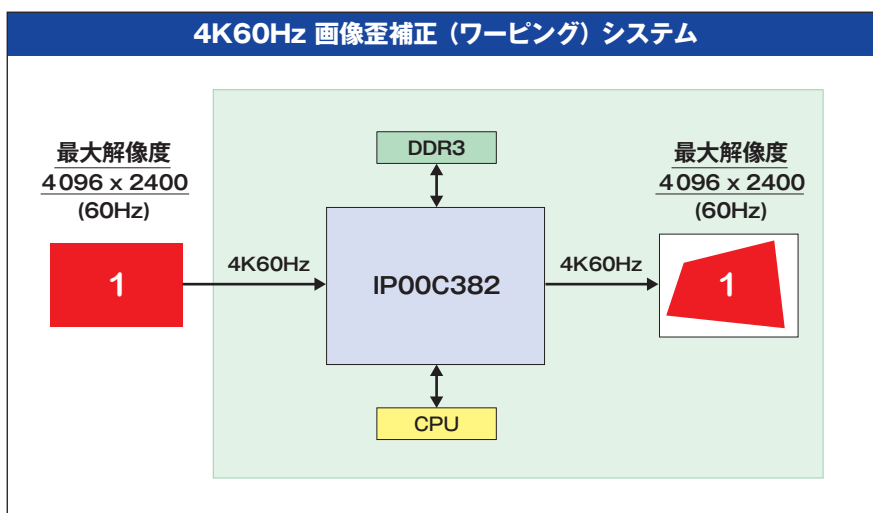 4K60Hz 画像歪補正（ワーピング）システム
最大解像度
4096 x 2400
(60Hz)
1
4K60Hz
DDR3
IP00C382
CPU
4K60Hz
最大解像度
4096 x 2400
(60Hz)
1